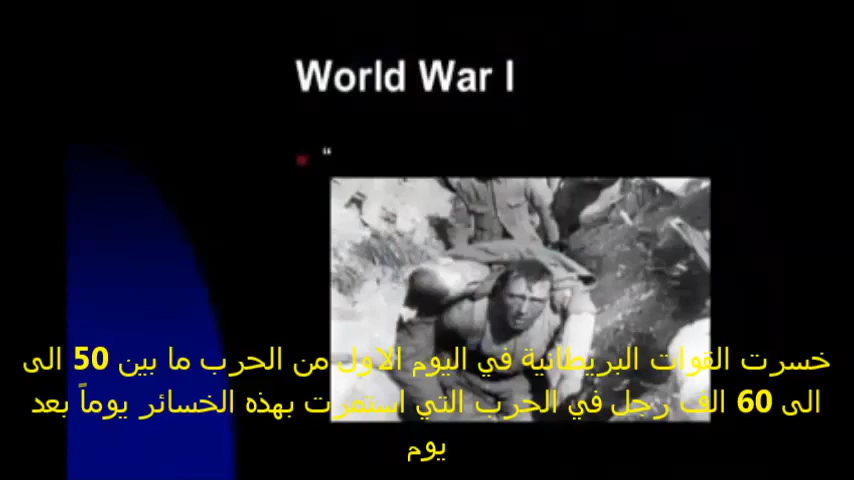 World War I
“
خسرت القوات البريطانية في اليوم الاول من الحرب ما بين 50 الى
الى 60 الف رجل في الحرب التي استمرت بهذه الخسائر يوماً بعد
يوم